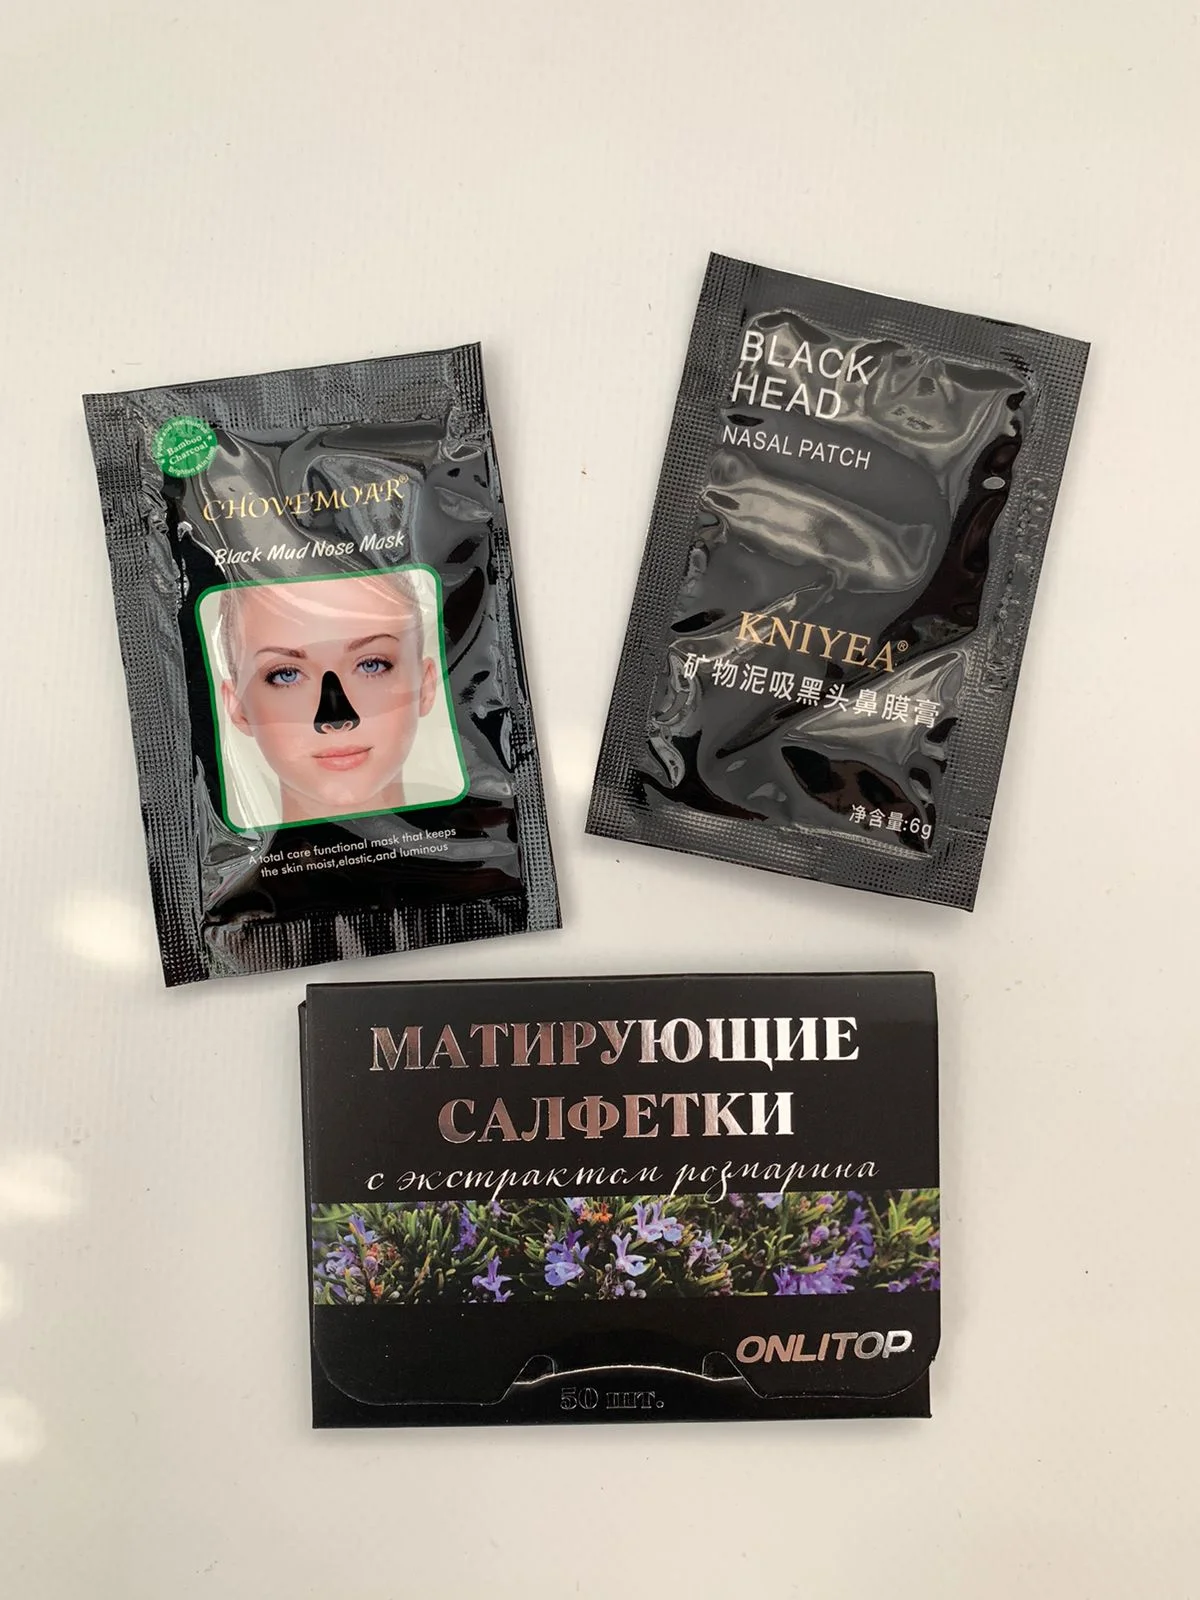 Bamboo
Charcoal
CHOVEMOAR®
Black Mud Nose Mask
A total care functional mask that keeps
the skin moist,elastic,and luminous
BLACK
HEAD
NASAL PATCH
KNIYEA®
矿物泥吸黑头鼻膜膏
净含量:6g
МАТИРУЮЩИЕ
САЛФЕТКИ
с экстрактом розмарина
ONLITOP
50 шт.